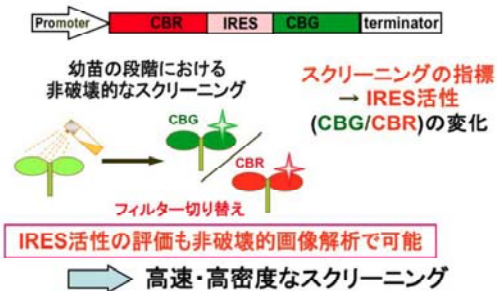 Promoter CBR IRES CBG terminator
幼苗の段階における
非破壊的なスクリーニング
CBG
CBR
フィルター切り替え
スクリーニングの指標
→ IRES活性
(CBG/CBR)の変化
IRES活性の評価も非破壊的画像解析で可能
高速・高密度なスクリーニング